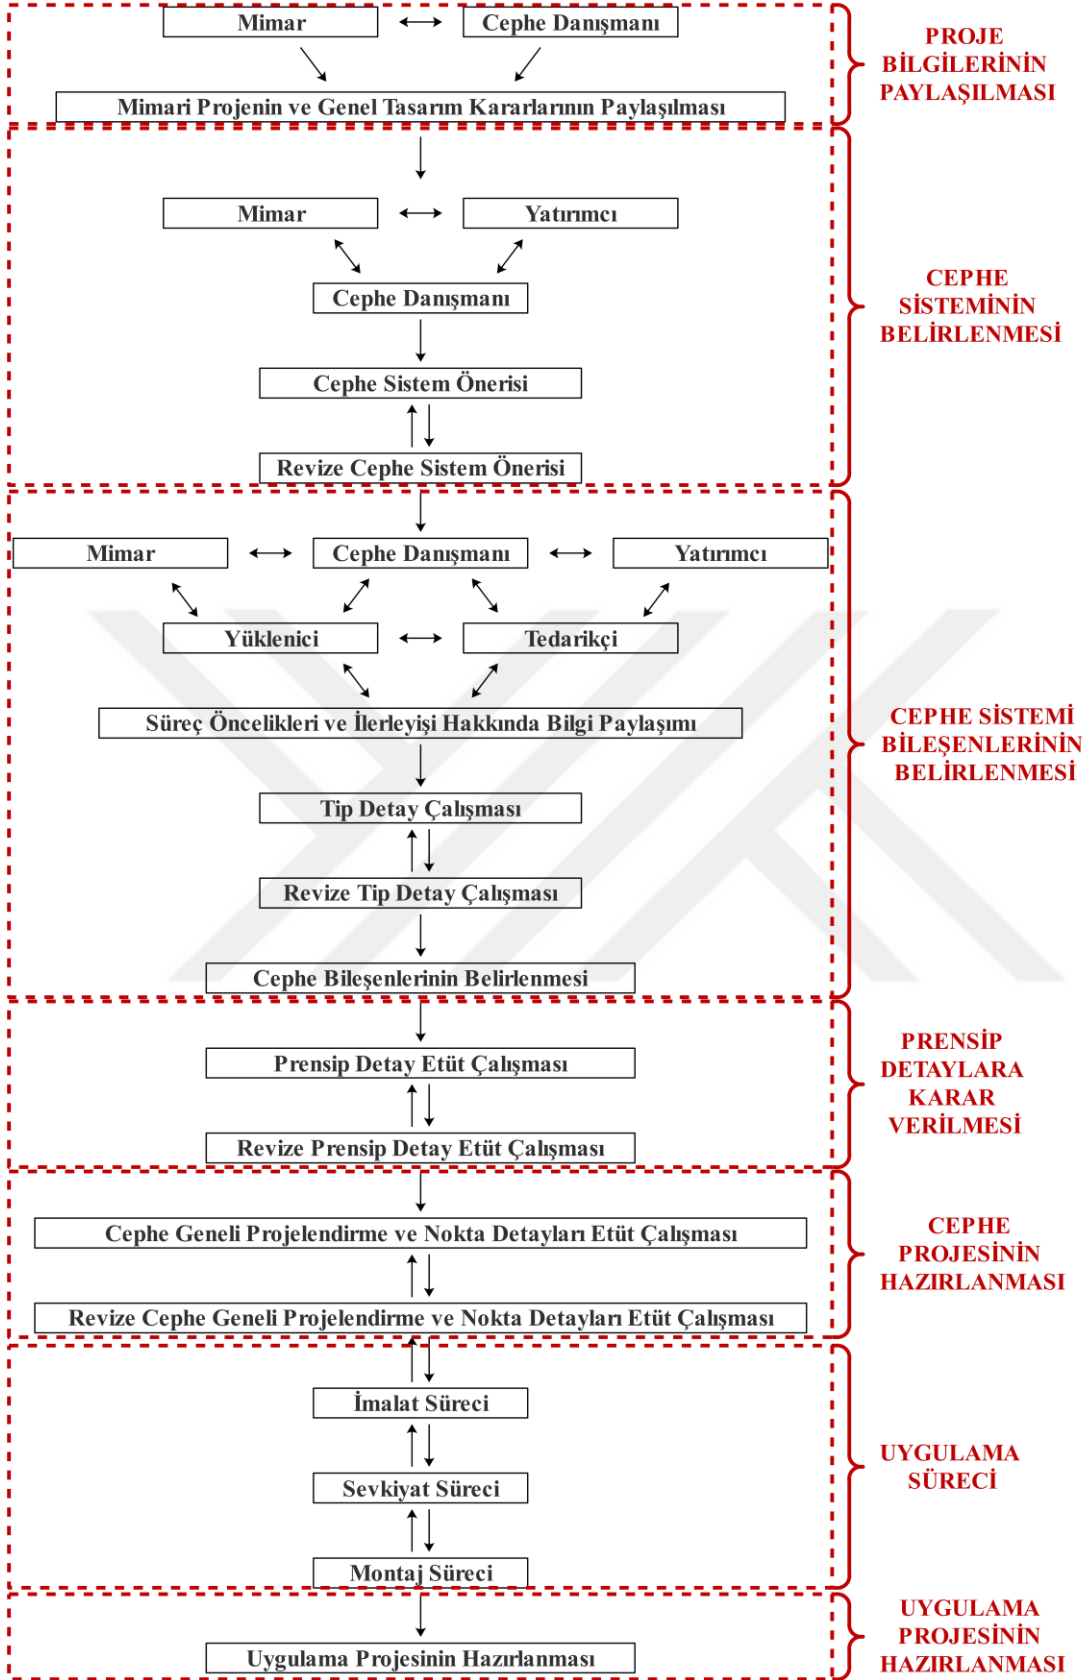 Mimar
Cephe Danışmanı
Mimari Projenin ve Genel Tasarım Kararlarının Paylaşılması
PROJE
BİLGİLERİNİN
PAYLAŞILMASI
Mimar
Yatırımcı
Cephe Danışmanı
Cephe Sistem Önerisi
Revize Cephe Sistem Önerisi
CEPHE
SİSTEMİNİN
BELİRLENMESİ
Mimar
Cephe Danışmanı
Yatırımcı
Yüklenici
Tedarikçi
Süreç Öncelikleri ve İlerleyişi Hakkında Bilgi Paylaşımı
Tip Detay Çalışması
Revize Tip Detay Çalışması
Cephe Bileşenlerinin Belirlenmesi
CEPHE SİSTEMİ
BİLEŞENLERİNİN
BELİRLENMESİ
Prensip Detay Etüt Çalışması
Revize Prensip Detay Etüt Çalışması
PRENSİP
DETAYLARA
KARAR
VERİLMESİ
Cephe Geneli Projelendirme ve Nokta Detayları Etüt Çalışması
Revize Cephe Geneli Projelendirme ve Nokta Detayları Etüt Çalışması
CEPHE
PROJESİNİN
HAZIRLANMASI
İmalat Süreci
Sevkiyat Süreci
Montaj Süreci
UYGULAMA
SÜRECİ
Uygulama Projesinin Hazırlanması
UYGULAMA
PROJESİNİN
HAZIRLANMASI